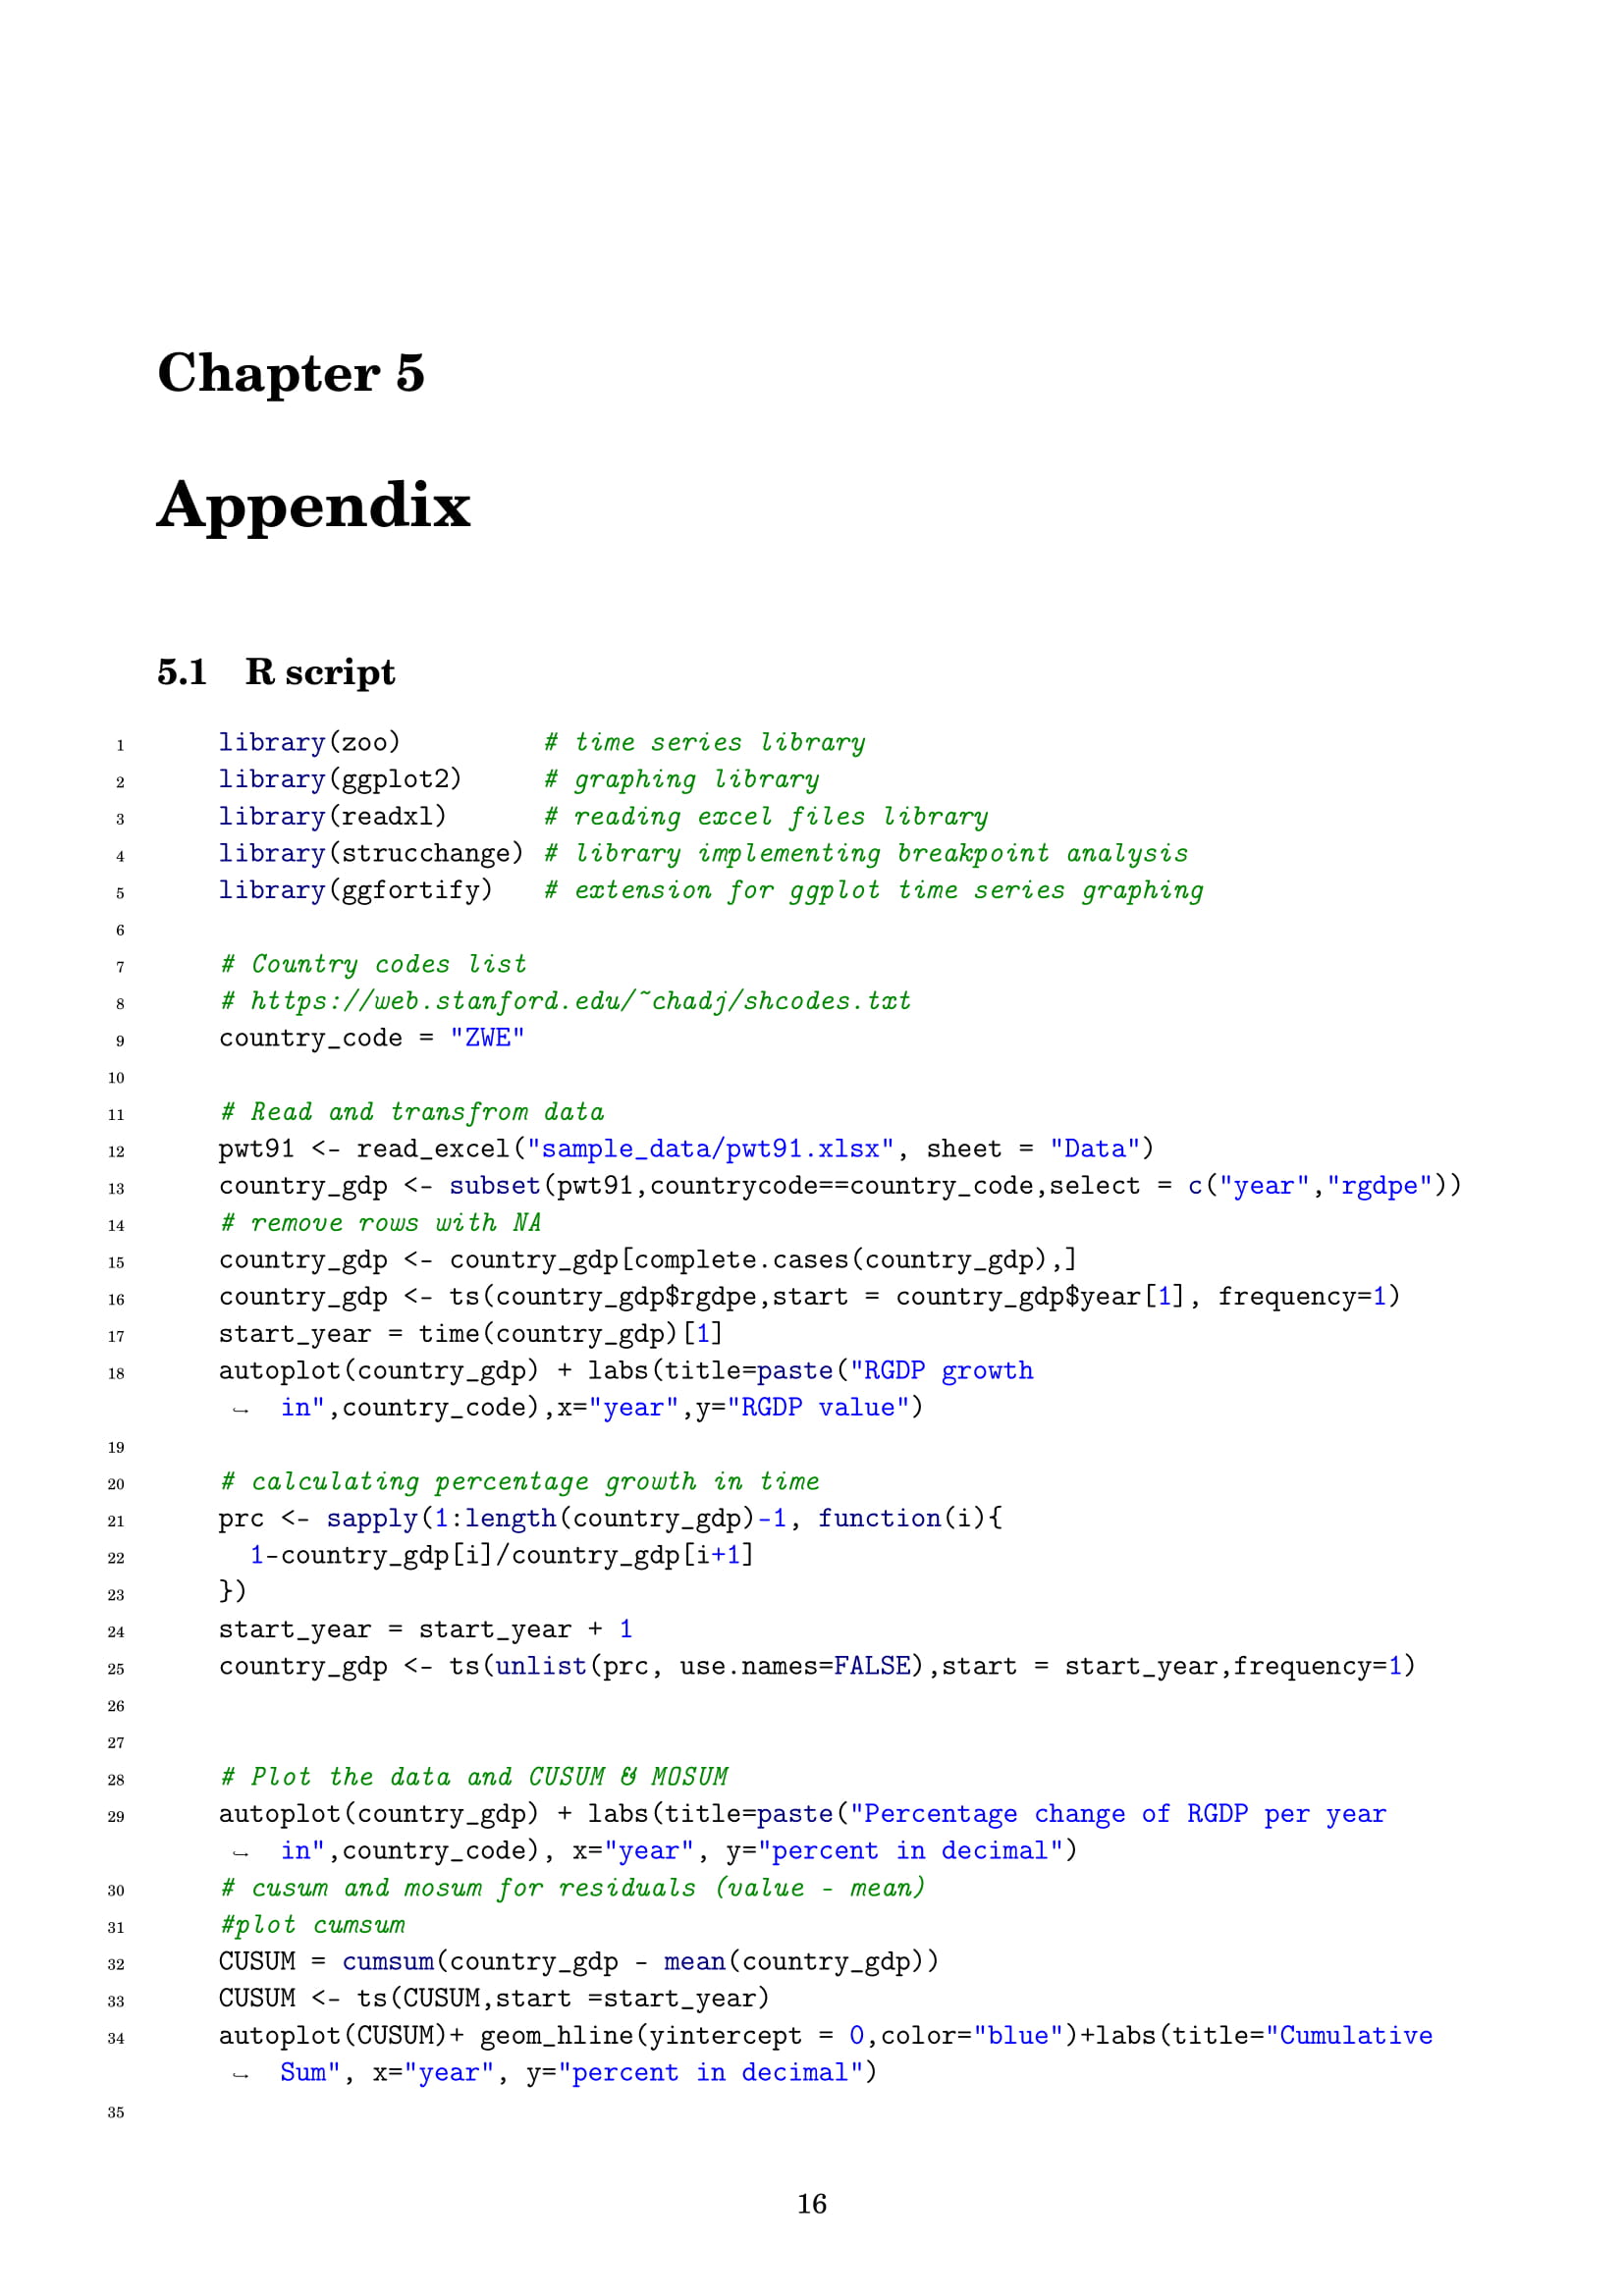 Chapter 5
Appendix
5.1 R script
1 library(zoo) # time series library
2 library(ggplot2) # graphing library
3 library(readxl) # reading excel files library
4 library(strucchange) # library implementing breakpoint analysis
5 library(ggfortify) # extension for ggplot time series graphing
6
7 # Country codes list
8 # https://web.stanford.edu/~chadj/shcodes.txt
9 country_code = "ZWE"
10
11 # Read and transfrom data
12 pwt91 <- read_excel("sample_data/pwt91.xlsx", sheet = "Data")
13 country_gdp <- subset(pwt91,countrycode==country_code,select = c("year","rgdpe"))
14 # remove rows with NA
15 country_gdp <- country_gdp[complete.cases(country_gdp),]
16 country_gdp <- ts(country_gdp$rgdpe,start = country_gdp$year[1], frequency=1)
17 start_year = time(country_gdp)[1]
18 autoplot(country_gdp) + labs(title=paste("RGDP growth
↪ in",country_code),x="year",y="RGDP value")
19
20 # calculating percentage growth in time
21 prc <- sapply(1:length(country_gdp)-1, function(i){
22 1-country_gdp[i]/country_gdp[i+1]
23 })
24 start_year = start_year + 1
25 country_gdp <- ts(unlist(prc, use.names=FALSE),start = start_year,frequency=1)
26
27
28 # Plot the data and CUSUM & MOSUM
29 autoplot(country_gdp) + labs(title=paste("Percentage change of RGDP per year
↪ in",country_code), x="year", y="percent in decimal")
30 # cusum and mosum for residuals (value - mean)
31 #plot cumsum
32 CUSUM = cumsum(country_gdp - mean(country_gdp))
33 CUSUM <- ts(CUSUM,start =start_year)
34 autoplot(CUSUM)+ geom_hline(yintercept = 0,color="blue")+labs(title="Cumulative
↪ Sum", x="year", y="percent in decimal")
35
16